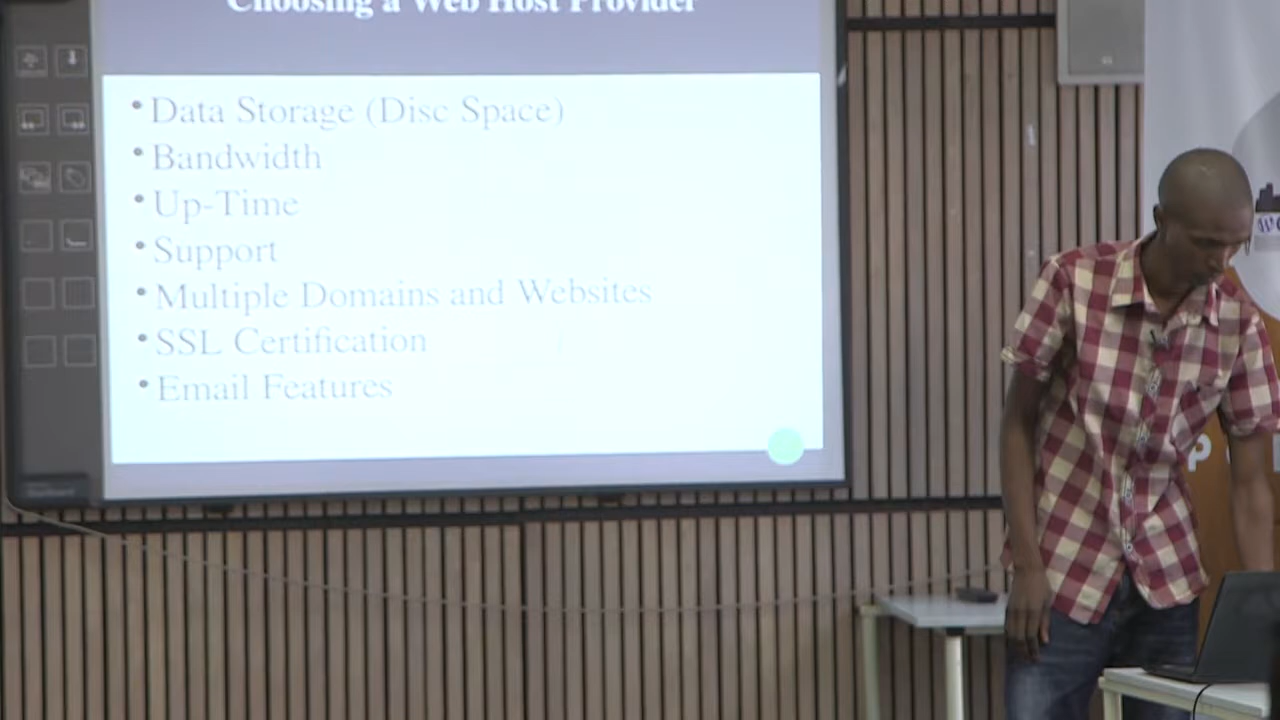 Choosing a Web Host Provider
• Data Storage (Disc Space)
• Bandwidth
• Up-Time
• Support
• Multiple Domains and Websites
• SSL Certification
• Email Features